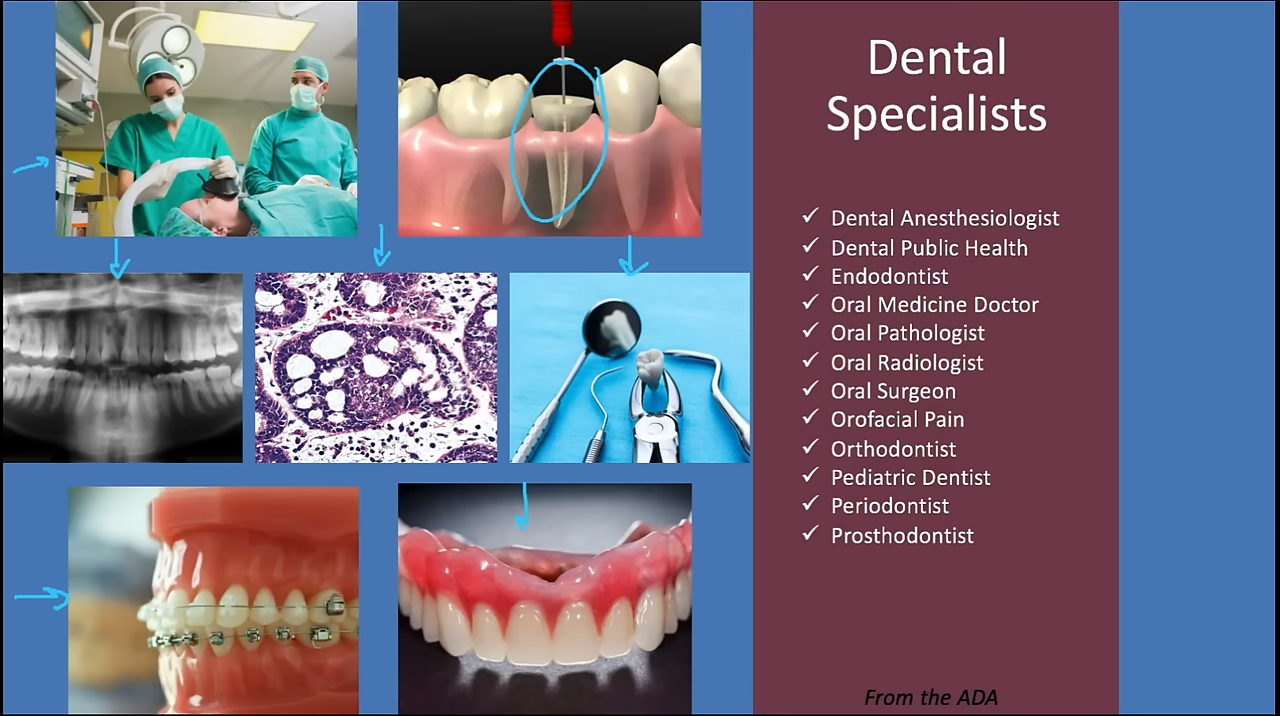 Dental
Specialists
✓ Dental Anesthesiologist
✓ Dental Public Health
✓ Endodontist
✓ Oral Medicine Doctor
✓ Oral Pathologist
✓ Oral Radiologist
✓ Oral Surgeon
✓ Orofacial Pain
✓ Orthodontist
✓ Pediatric Dentist
✓ Periodontist
✓ Prosthodontist
From the ADA